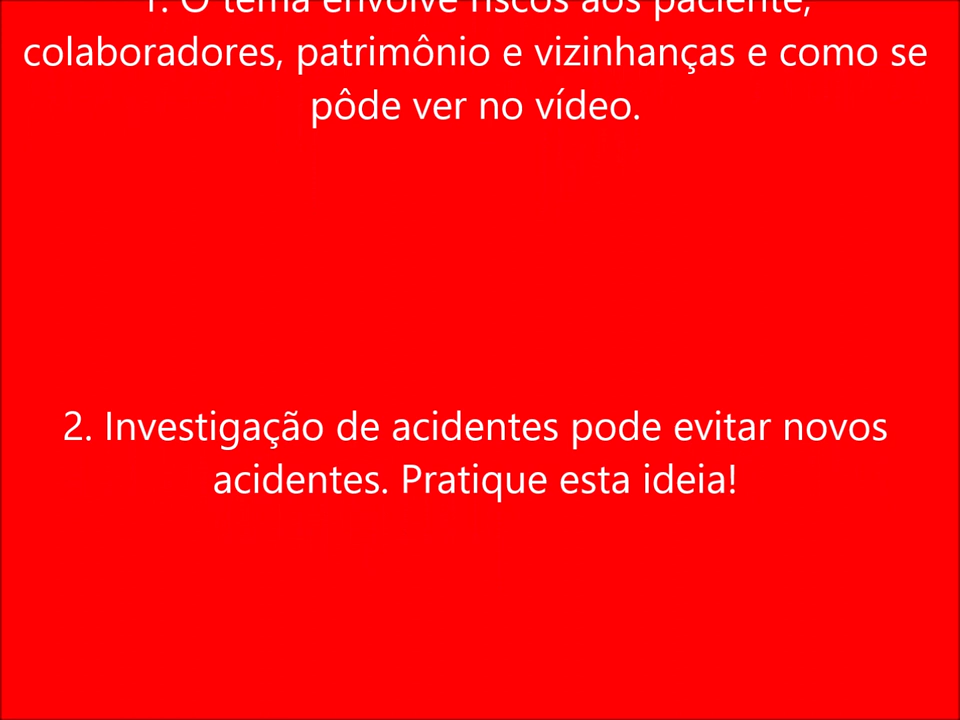 1. O tema envolve riscos aos paciente,
colaboradores, patrimônio e vizinhanças e como se
pôde ver no vídeo.
2. Investigação de acidentes pode evitar novos
acidentes. Pratique esta ideia!